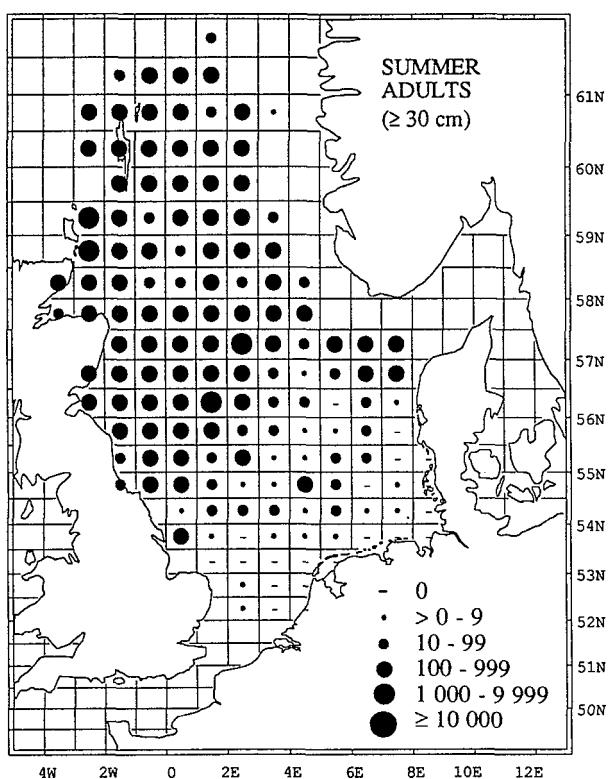 SUMMER
ADULTS
(≥ 30 cm)
61N
60N
59N
58N
57N
56N
55N
54N
53N
52N
51N
50N
- 0
> 0 - 9
10 - 99
100 - 999
1 000 - 9 999
≥ 10 000
4W 2W 0 2E 4E 6E 8E 10E 12E